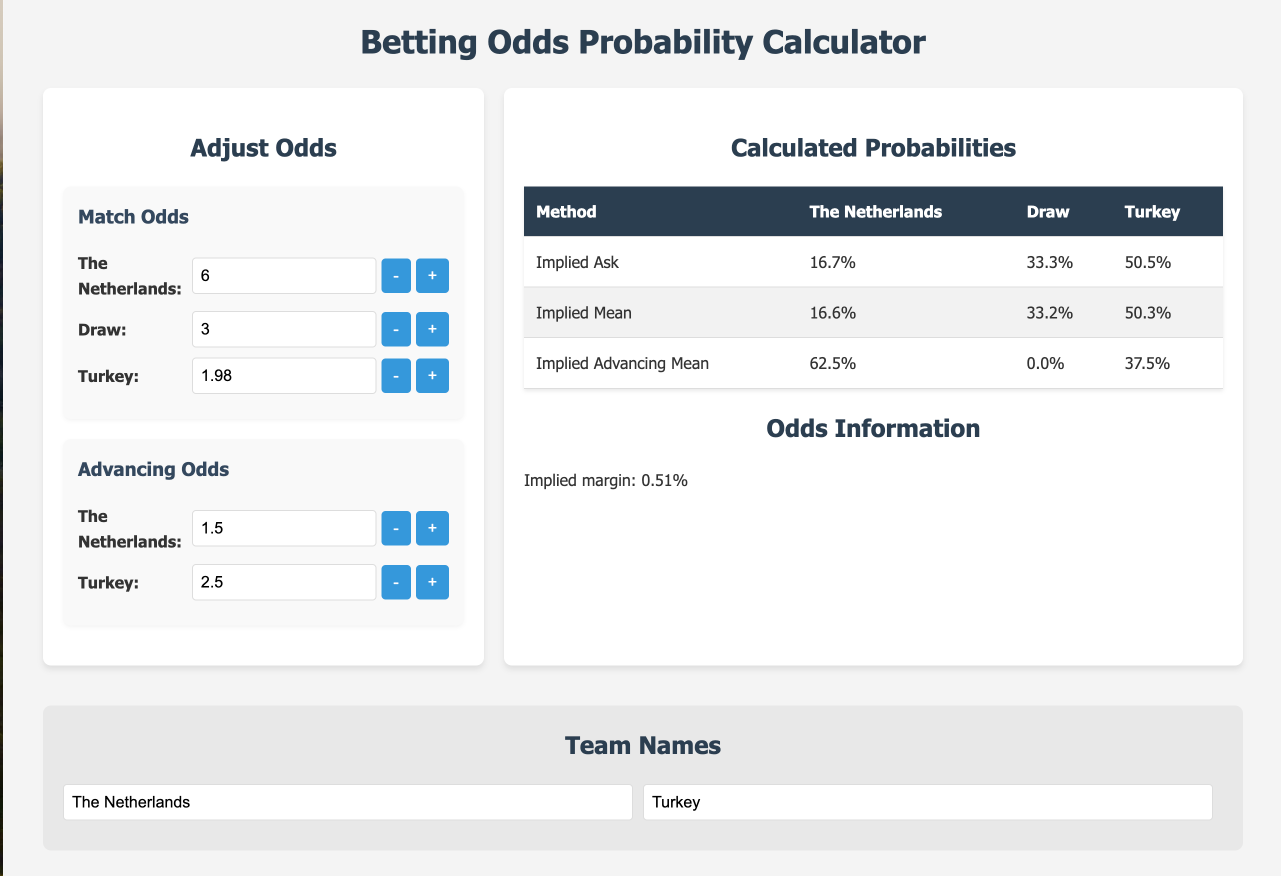 Betting Odds Probability Calculator
Adjust Odds
Match Odds
The
Netherlands:
6
-
+
Draw:
3
-
+
Turkey:
1.98
-
+
Advancing Odds
The
Netherlands:
1.5
-
+
Turkey:
2.5
-
+
Calculated Probabilities
Method The Netherlands Draw Turkey
Implied Ask 16.7% 33.3% 50.5%
Implied Mean 16.6% 33.2% 50.3%
Implied Advancing Mean 62.5% 0.0% 37.5%
Odds Information
Implied margin: 0.51%
Team Names
The Netherlands
Turkey